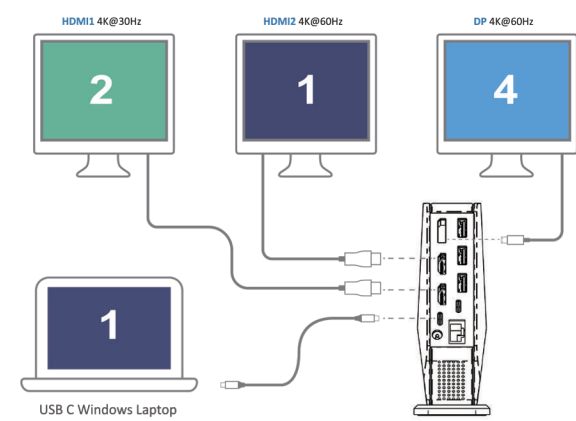 HDMI1 4K@30Hz
HDMI2 4K@60Hz
DP 4K@60Hz
2
1
4
1
USB C Windows Laptop